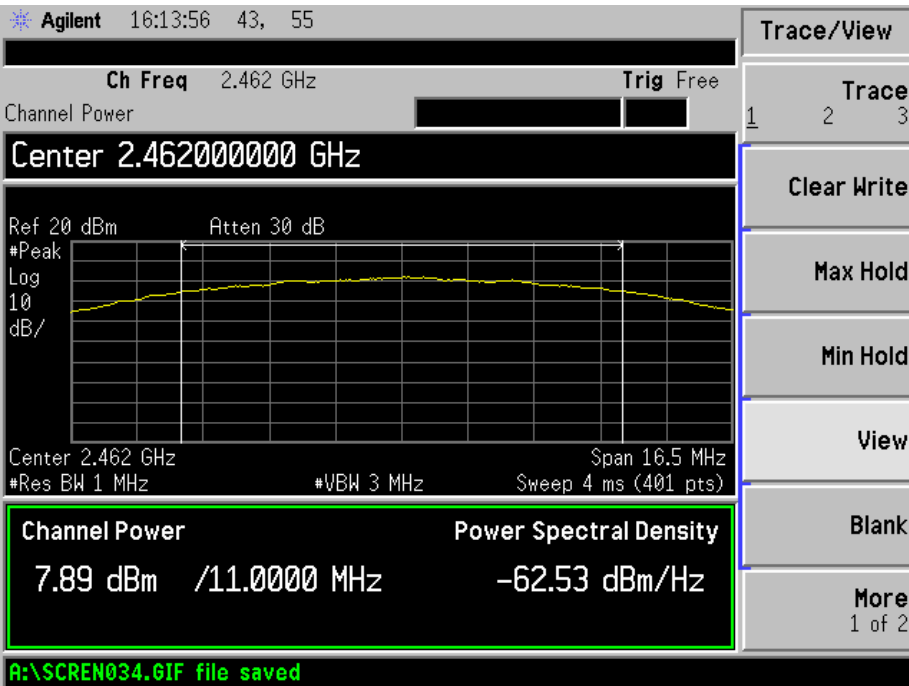 Agilent 16:13:56 43, 55
Trace/View
Ch Freq 2.462 GHz Trig Free
Channel Power
Trace
1 2 3
Center 2.462000000 GHz
Clear Write
Ref 20 dBm Atten 30 dB
#Peak
Log
10
dB/
Max Hold
Min Hold
View
Center 2.462 GHz Span 16.5 MHz
#Res BW 1 MHz #VBW 3 MHz Sweep 4 ms (401 pts)
Channel Power Power Spectral Density
7.89 dBm /11.0000 MHz -62.53 dBm/Hz
Blank
More
1 of 2
A:\SCREN034.GIF file saved